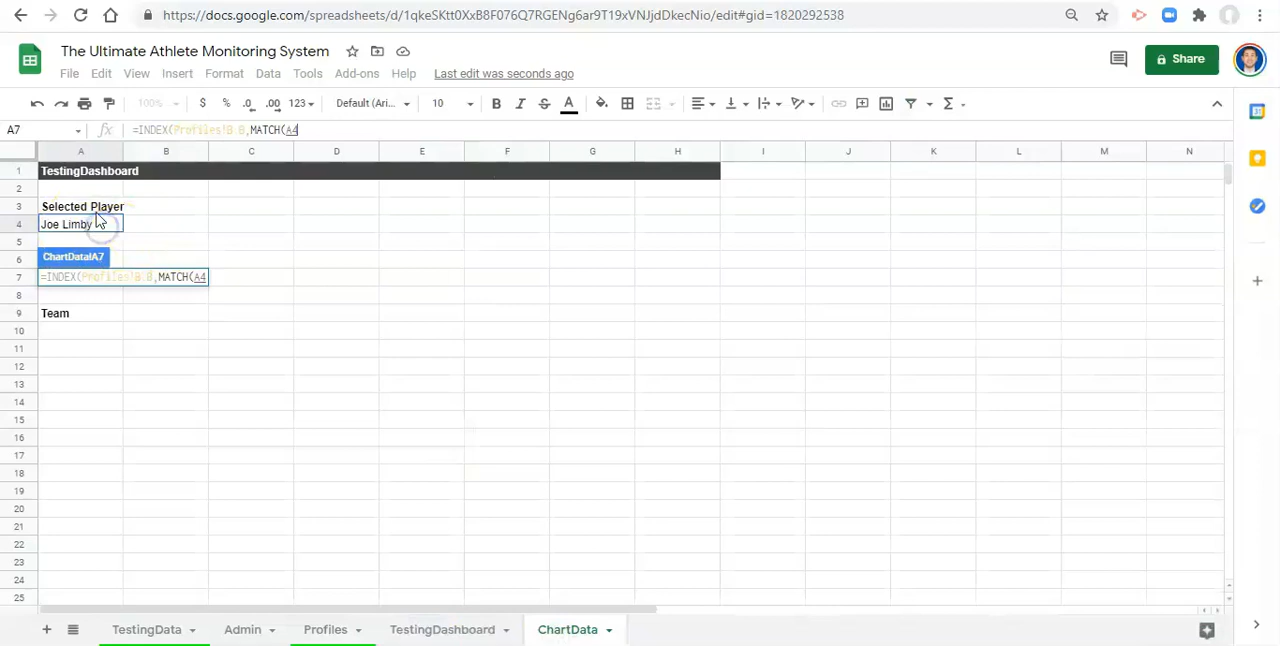 https://docs.google.com/spreadsheets/d/1qkeSKtt0XxB8F076Q7RGENg6ar9T19xVNJjdDkecNio/edit#gid=1820292538
The Ultimate Athlete Monitoring System
File Edit View Insert Format Data Tools Add-ons Help Last edit was seconds ago
Share
100% $ % .0 .00 123 Default (Ari... 10 B I S A
A7 fx =INDEX(Profiles!B:B,MATCH(A4
A B C D E F G H I J K L M N
1 TestingDashboard
2
3 Selected Player
4 Joe Limby
5
6 ChartData!A7
7 =INDEX(Profiles!B:B,MATCH(A4
8
9 Team
10
11
12
13
14
15
16
17
18
19
20
21
22
23
24
25
TestingData Admin Profiles TestingDashboard ChartData